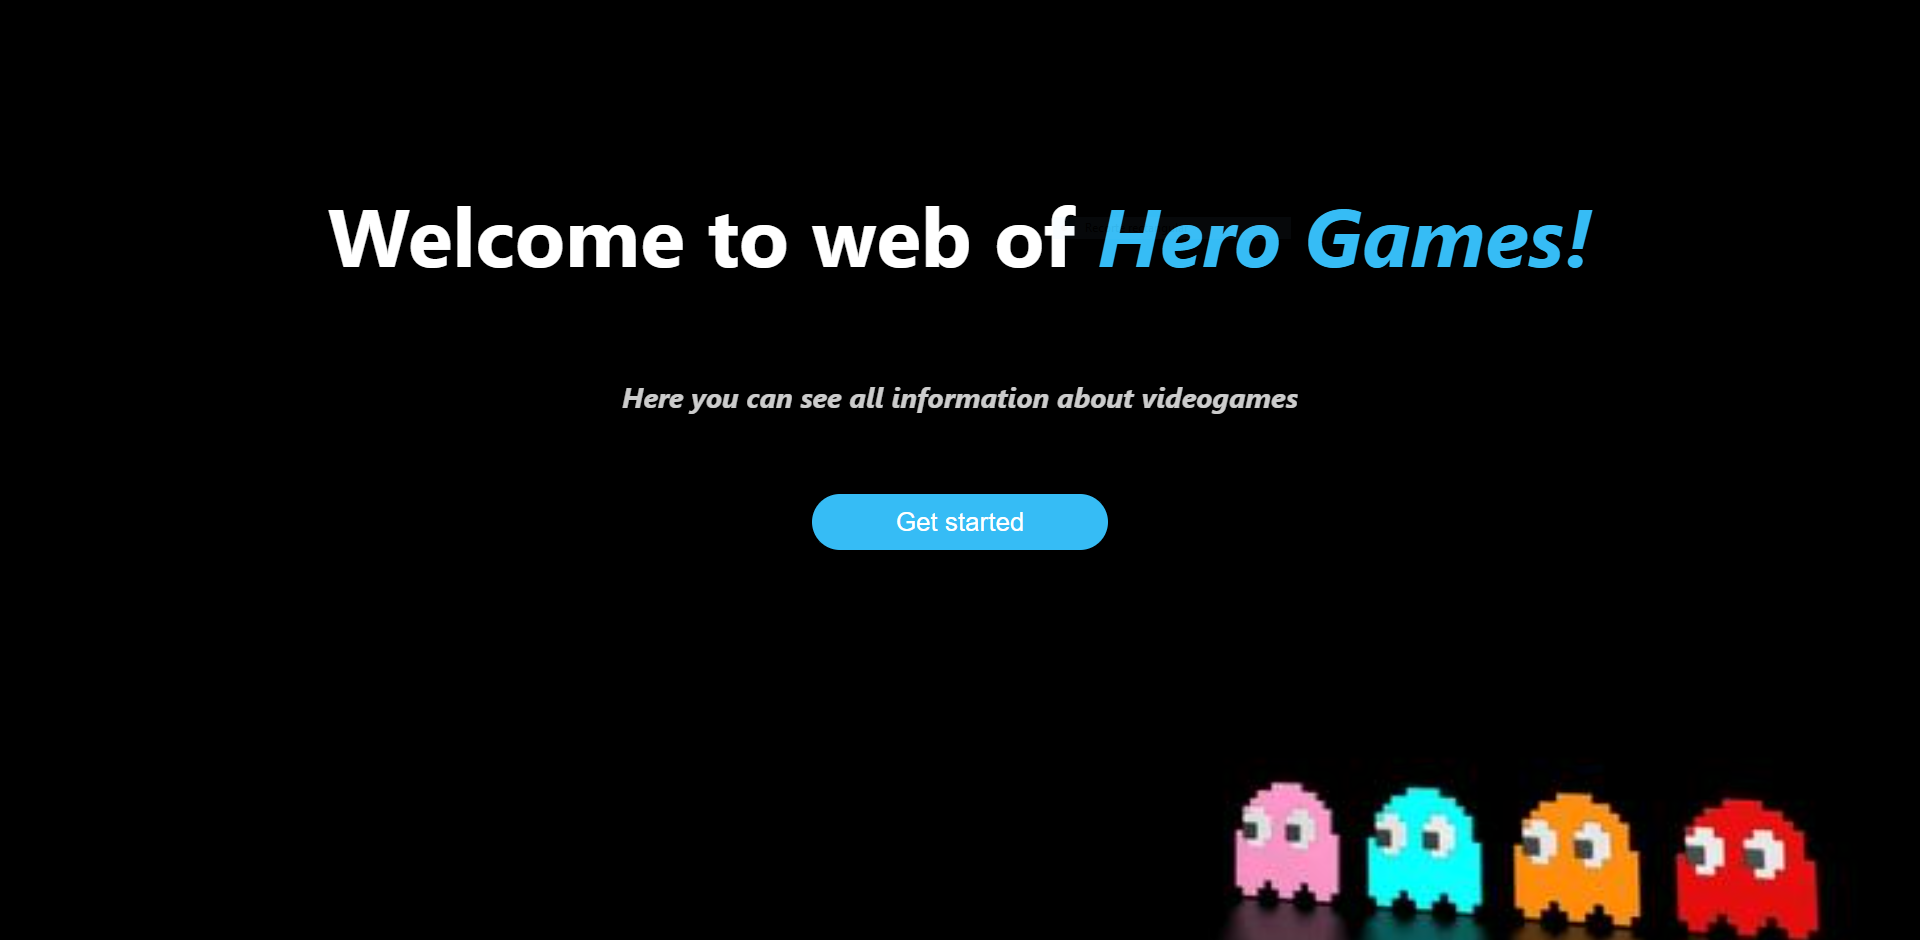 Welcome to web of Hero Games!
Here you can see all information about videogames
Get started